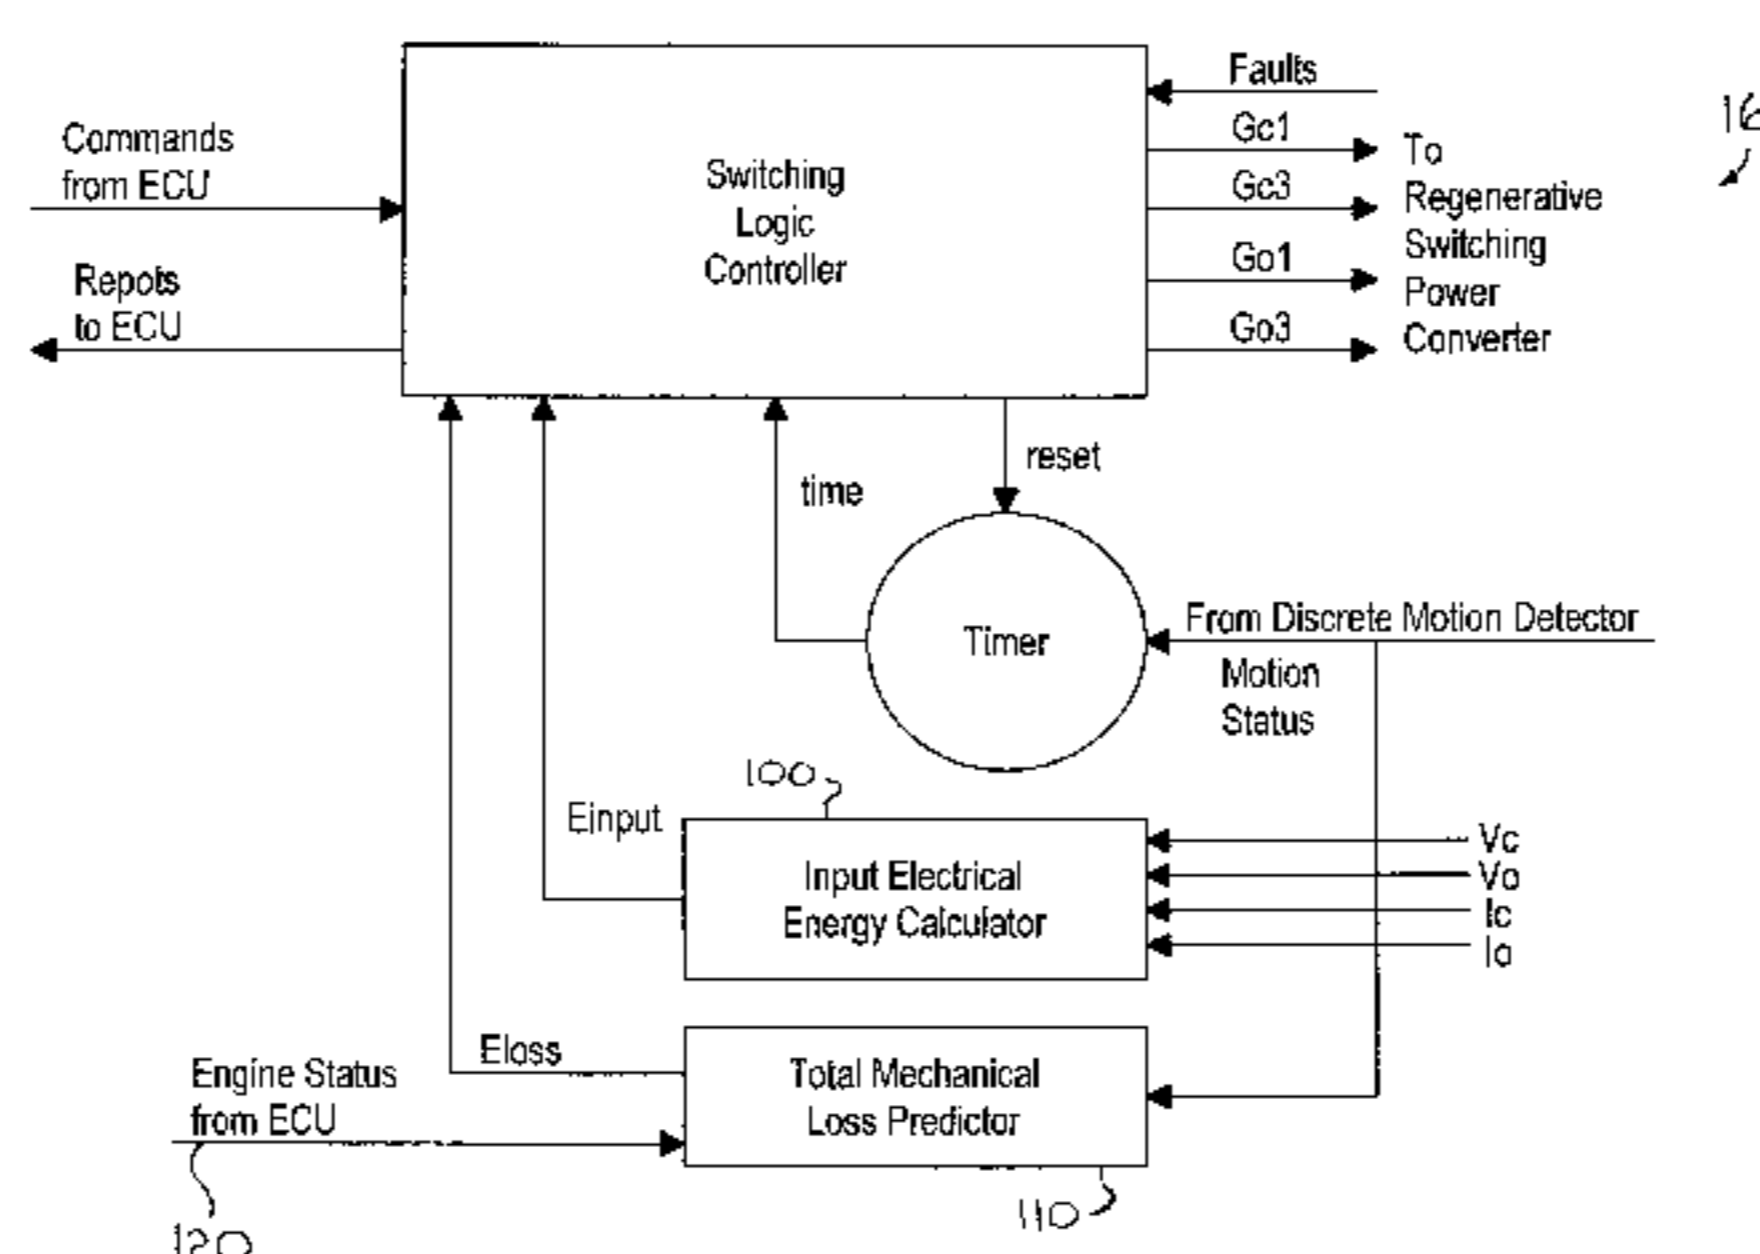 Faults
16
Commands
from ECU
Gc1
To
Switching
Logic
Controller
Gc3
Regenerative
Switching
Power
Converter
Go1
Repots
to ECU
Go3
reset
time
Timer
From Discrete Motion Detector
Motion
Status
100
Einput
Input Electrical
Energy Calculator
Vc
Vo
Ic
Io
Eloss
Engine Status
from ECU
Total Mechanical
Loss Predictor
110
120